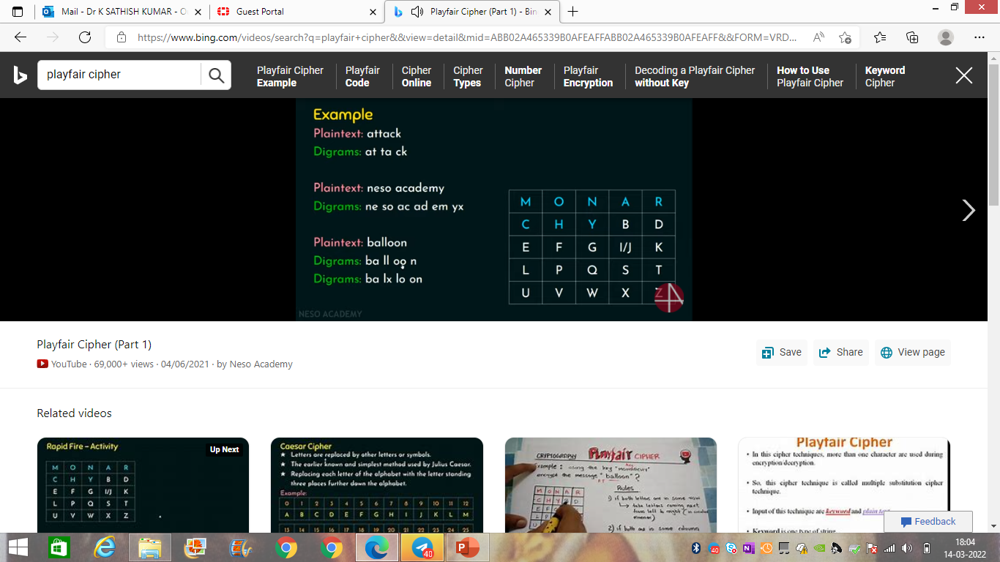 Mail - Dr K SATHISH KUMAR - O
Guest Portal
Playfair Cipher (Part 1) - Bin
https://www.bing.com/videos/search?q=playfair+cipher&&view=detail&mid=ABB02A465339B0AFEAFFABB02A465339B0AFEAFF&&FORM=VRD...
playfair cipher
Playfair Cipher Example
Playfair Code
Cipher Online
Cipher Types
Number Cipher
Playfair Encryption
Decoding a Playfair Cipher without Key
How to Use Playfair Cipher
Keyword Cipher
Example
Plaintext: attack
Digrams: at ta ck
Plaintext: neso academy
Digrams: ne so ac ad em yx
Plaintext: balloon
Digrams: ba ll oo n
Digrams: ba lx lo on
M O N A R
C H Y B D
E F G I/J K
L P Q S T
U V W X Z
NESO ACADEMY
Playfair Cipher (Part 1)
YouTube · 69,000+ views · 04/06/2021 · by Neso Academy
Save
Share
View page
Related videos
Rapid Fire – Activity
Up Next
M O N A R
C H Y B D
E F G I/J K
L P Q S T
U V W X Z
Caesar Cipher
★ Letters are replaced by other letters or symbols.
★ The earlier known and simplest method used by Julius Caesar.
★ Replacing each letter of the alphabet with the letter standing
three places further down the alphabet.
Example:
0 1 2 3 4 5 6 7 8 9 10 11 12
A B C D E F G H I J K L M
13 14 15 16 17 18 19 20 21 22 23 24 25
CRYPTOGRAPHY PLAYfair CIPHER
Example: using the key "monarchy"
encrypt the message "balloon"?
Rules
1) if both letters are in same row
↳ take letters coming next
2) if both are in same column
Playfair Cipher
• In this cipher techniques, more than one character are used during
encryption/decryption.
• So, this cipher technique is called multiple substitution cipher
technique.
• Input of this technique are keyword and plain text
• Keyword is one type of string
Feedback
40
40
18:04
14-03-2022